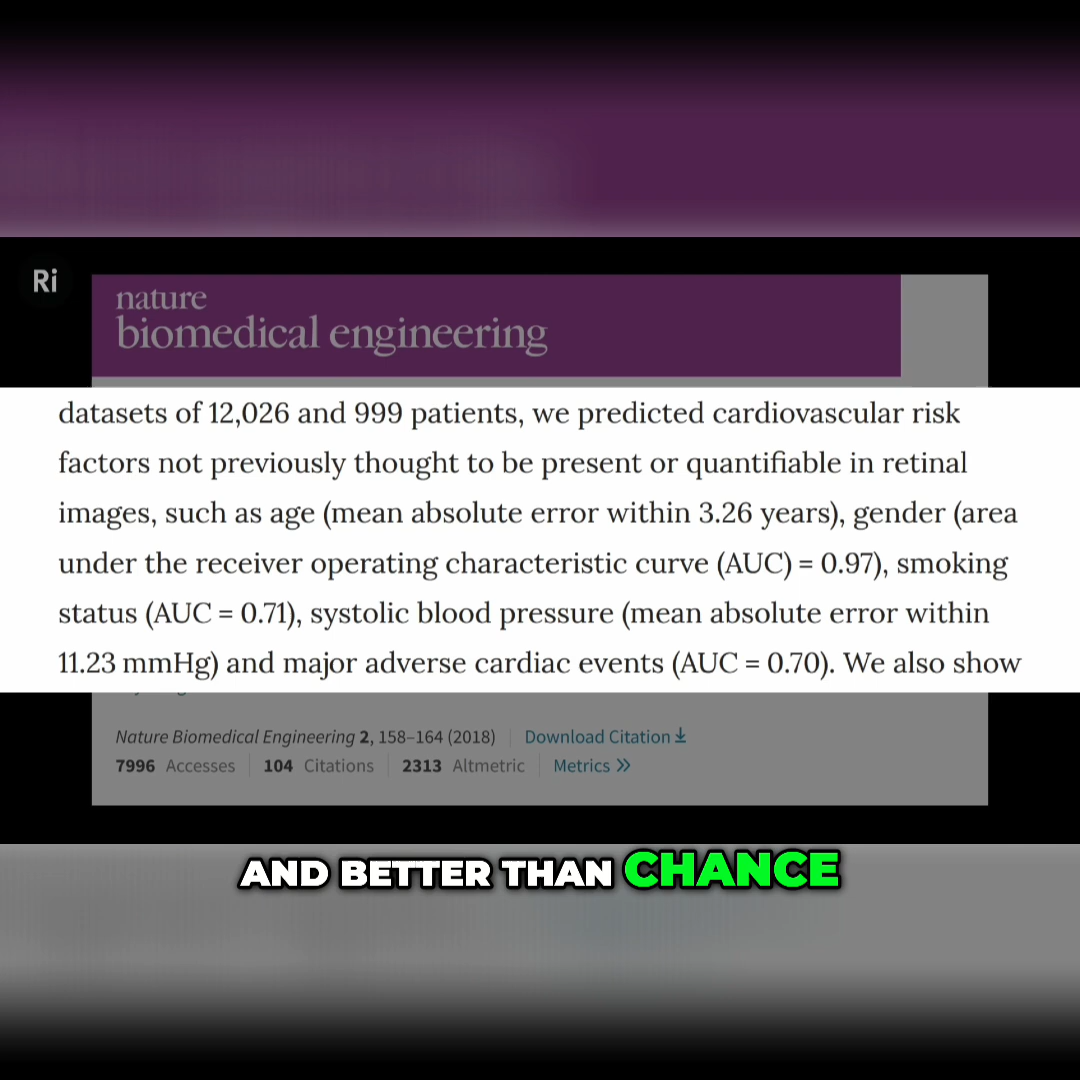 Ri
nature
biomedical engineering
datasets of 12,026 and 999 patients, we predicted cardiovascular risk
factors not previously thought to be present or quantifiable in retinal
images, such as age (mean absolute error within 3.26 years), gender (area
under the receiver operating characteristic curve (AUC) = 0.97), smoking
status (AUC = 0.71), systolic blood pressure (mean absolute error within
11.23 mmHg) and major adverse cardiac events (AUC = 0.70). We also show
Nature Biomedical Engineering 2, 158–164 (2018) Download Citation
7996 Accesses 104 Citations 2313 Altmetric Metrics
AND BETTER THAN CHANCE